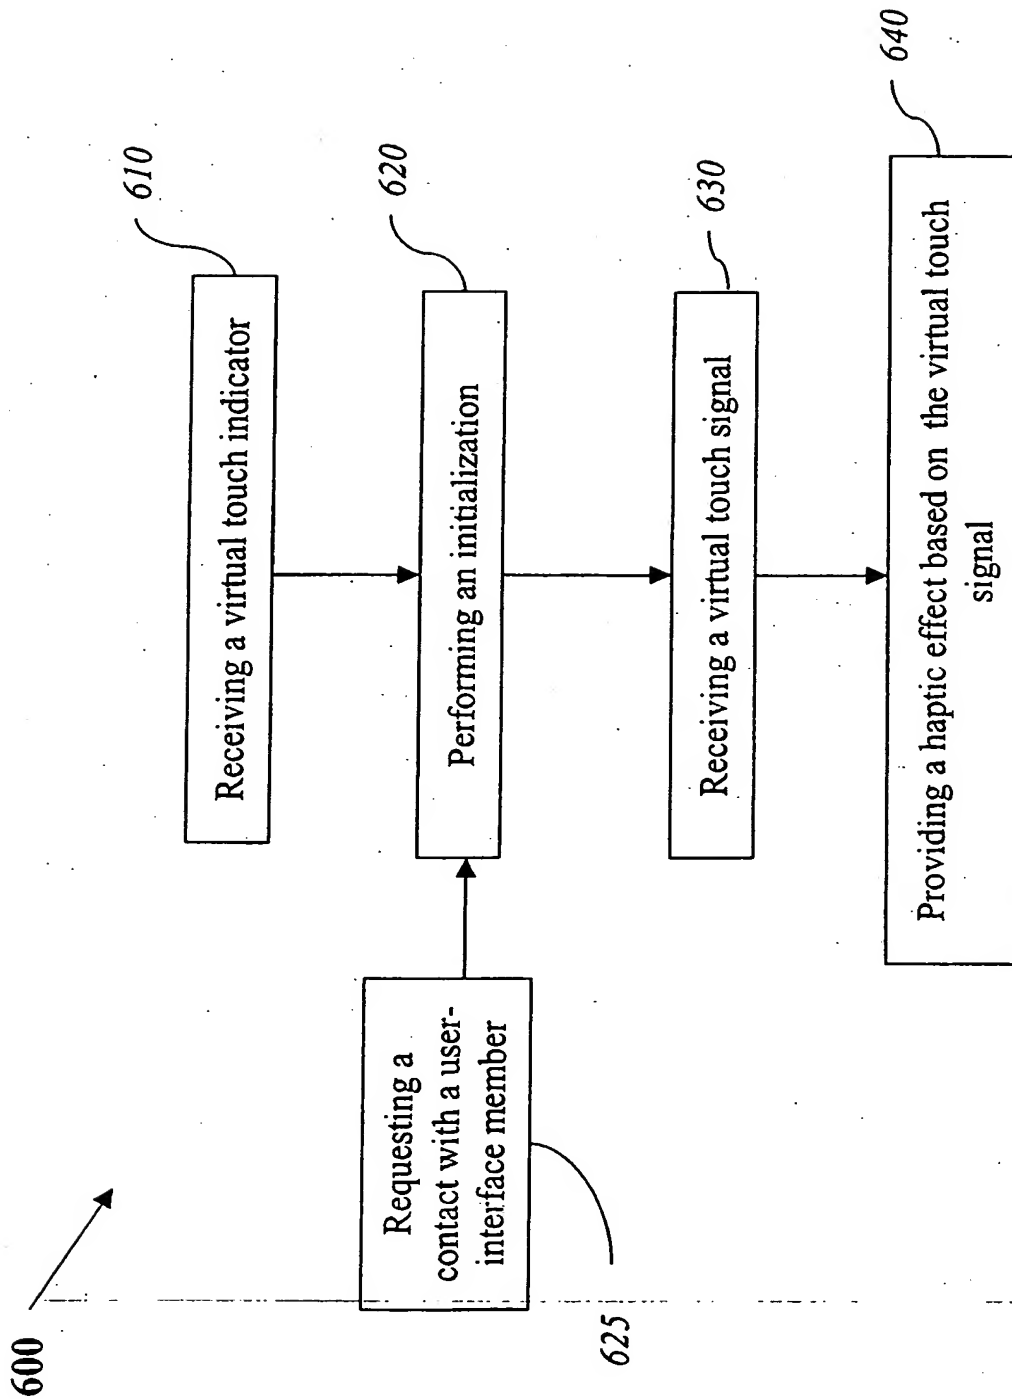 600
610
Receiving a virtual touch indicator
620
Performing an initialization
Requesting a
contact with a user-
interface member
625
630
Receiving a virtual touch signal
640
Providing a haptic effect based on the virtual touch
signal